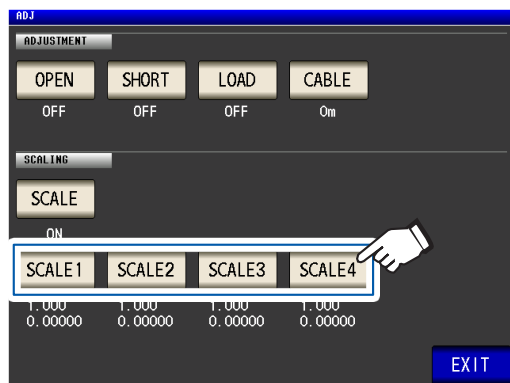 ADJ
ADJUSTMENT
OPEN SHORT LOAD CABLE
OFF OFF OFF 0m
SCALING
SCALE
ON
SCALE1 SCALE2 SCALE3 SCALE4
1.000 1.000 1.000 1.000
0.00000 0.00000 0.00000 0.00000
EXIT